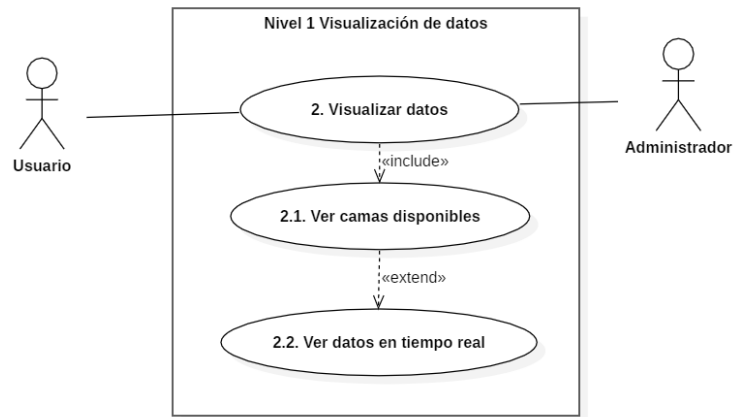 Nivel 1 Visualización de datos
2. Visualizar datos
Usuario
Administrador
«include»
2.1. Ver camas disponibles
«extend»
2.2. Ver datos en tiempo real